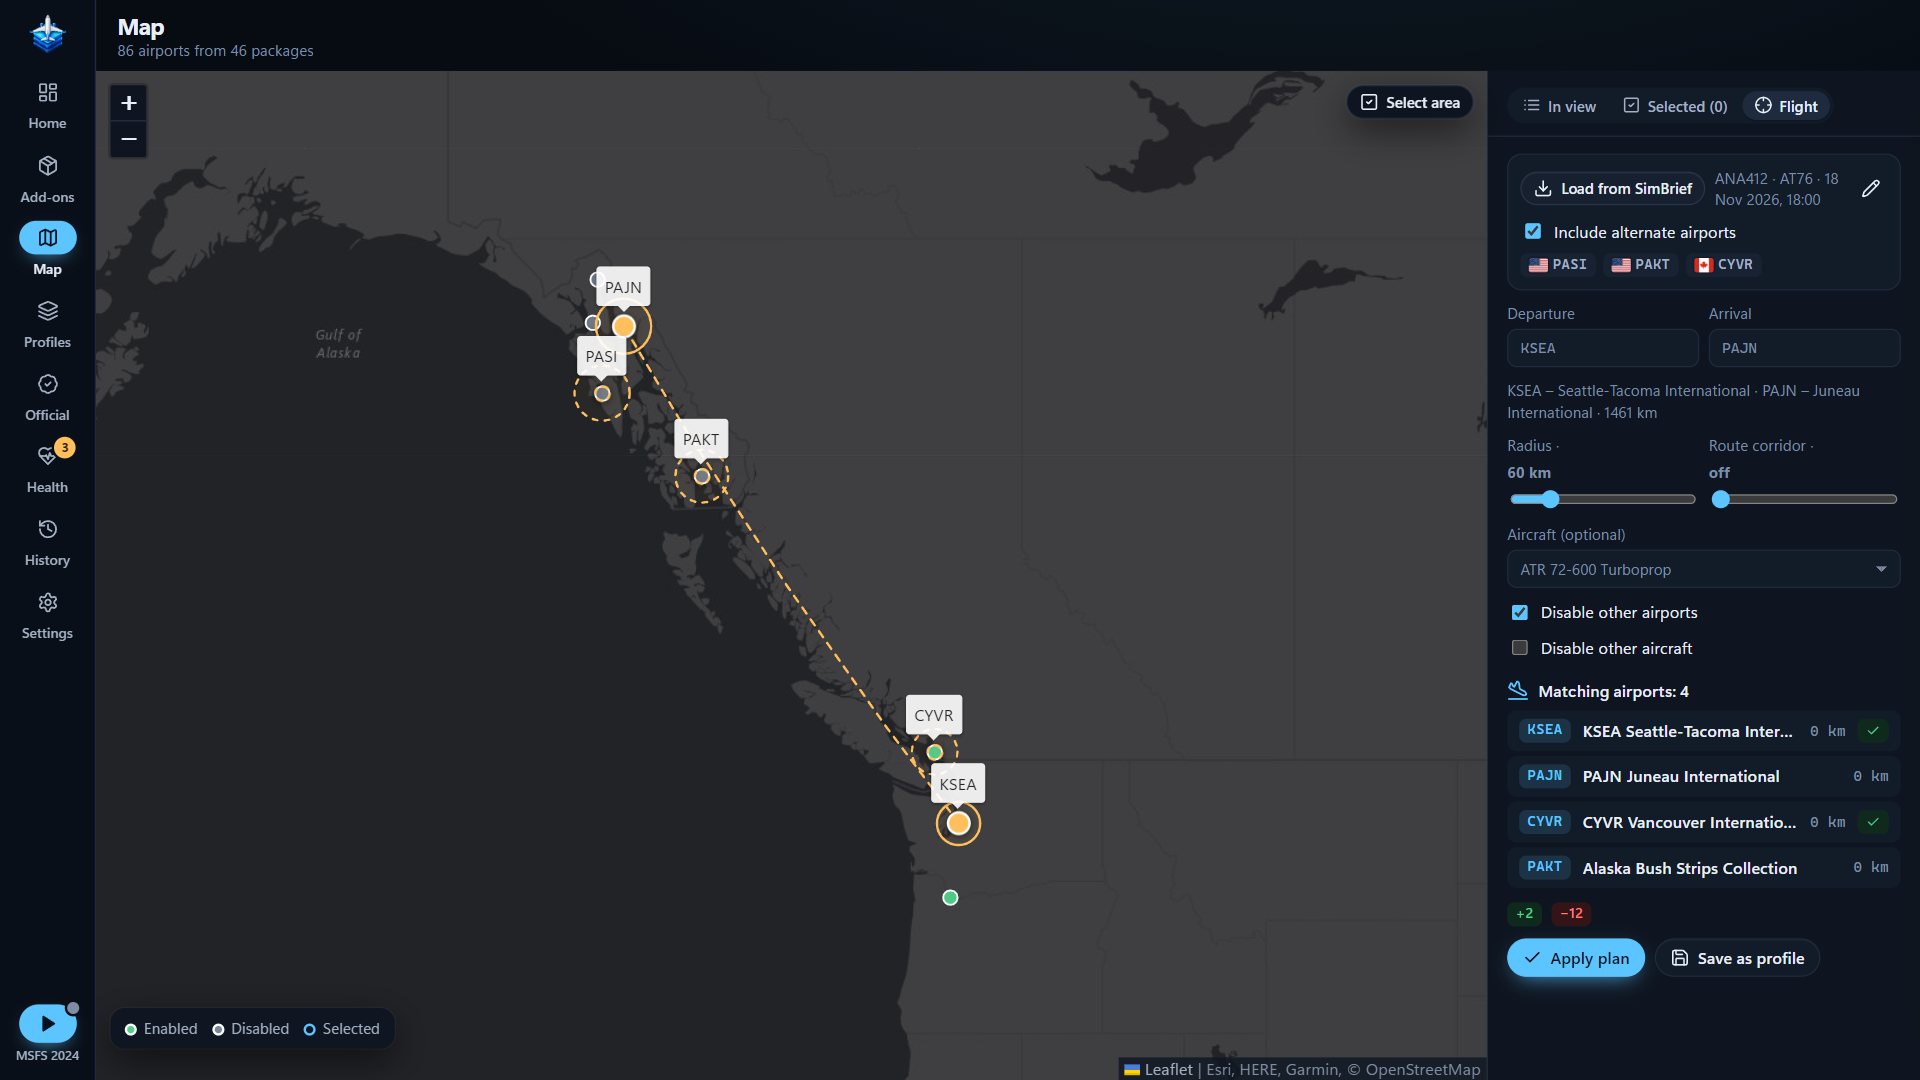 Map
86 airports from 46 packages
Home
Add-ons
Map
Profiles
Official
3
Health
History
Settings
MSFS 2024
+
−
Select area
Gulf of
Alaska
PAJN
PASI
PAKT
CYVR
KSEA
Enabled
Disabled
Selected
Leaflet | Esri, HERE, Garmin, © OpenStreetMap
In view
Selected (0)
Flight
Load from SimBrief
ANA412 · AT76 · 18
Nov 2026, 18:00
Include alternate airports
PASI
PAKT
CYVR
Departure
Arrival
KSEA
PAJN
KSEA – Seattle-Tacoma International · PAJN – Juneau
International · 1461 km
Radius ·
60 km
Route corridor ·
off
Aircraft (optional)
ATR 72-600 Turboprop
Disable other airports
Disable other aircraft
Matching airports: 4
KSEA KSEA Seattle-Tacoma Inter... 0 km
PAJN PAJN Juneau International 0 km
CYVR CYVR Vancouver Internatio... 0 km
PAKT Alaska Bush Strips Collection 0 km
+2 −12
Apply plan
Save as profile